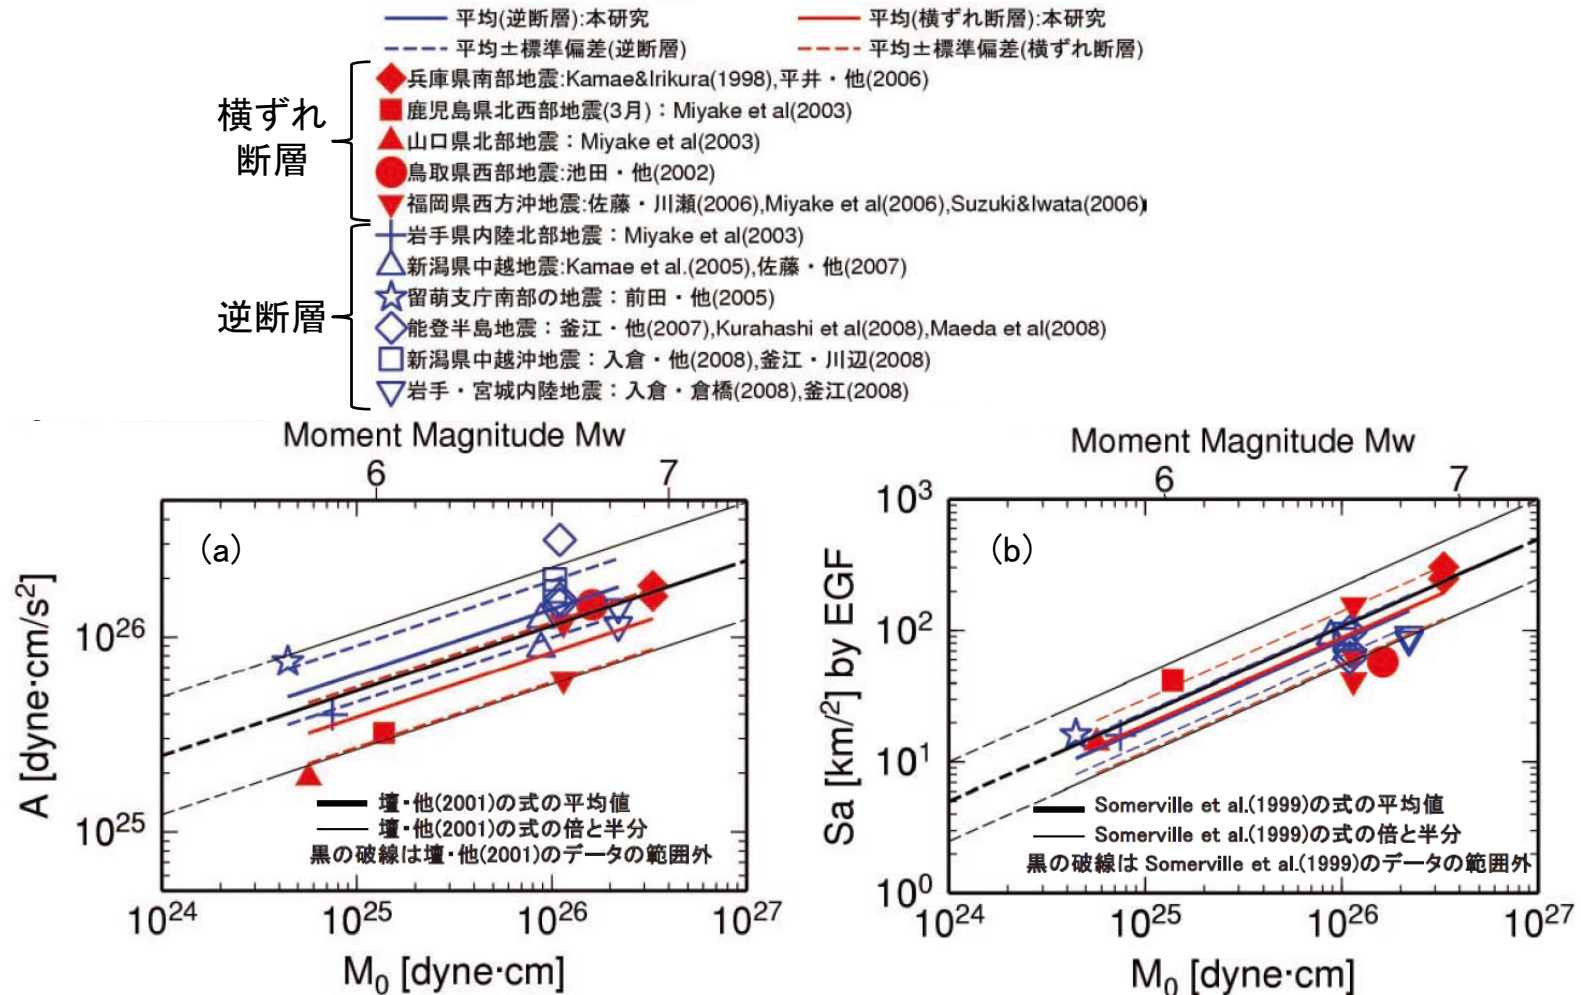 平均(逆断層):本研究 平均(横ずれ断層):本研究
平均±標準偏差(逆断層) 平均±標準偏差(横ずれ断層)
横ずれ
断層
兵庫県南部地震:Kamae&Irikura(1998),平井・他(2006)
鹿児島県北西部地震(3月)：Miyake et al(2003)
山口県北部地震：Miyake et al(2003)
鳥取県西部地震:池田・他(2002)
福岡県西方沖地震:佐藤・川瀬(2006),Miyake et al(2006),Suzuki&Iwata(2006)
逆断層
岩手県内陸北部地震：Miyake et al(2003)
新潟県中越地震:Kamae et al.(2005),佐藤・他(2007)
留萌支庁南部の地震：前田・他(2005)
能登半島地震：釜江・他(2007),Kurahashi et al(2008),Maeda et al(2008)
新潟県中越沖地震：入倉・他(2008),釜江・川辺(2008)
岩手・宮城内陸地震：入倉・倉橋(2008),釜江(2008)
Moment Magnitude Mw
6 7
(a)
A [dyne·cm/s²]
10²⁶
10²⁵
壇・他(2001)の式の平均値
壇・他(2001)の式の倍と半分
黒の破線は壇・他(2001)のデータの範囲外
10²⁴ 10²⁵ 10²⁶ 10²⁷
M₀ [dyne·cm]
Moment Magnitude Mw
6 7
(b)
Sa [km/²] by EGF
10³
10²
10¹
10⁰
Somerville et al.(1999)の式の平均値
Somerville et al.(1999)の式の倍と半分
黒の破線は Somerville et al.(1999)のデータの範囲外
10²⁴ 10²⁵ 10²⁶ 10²⁷
M₀ [dyne·cm]